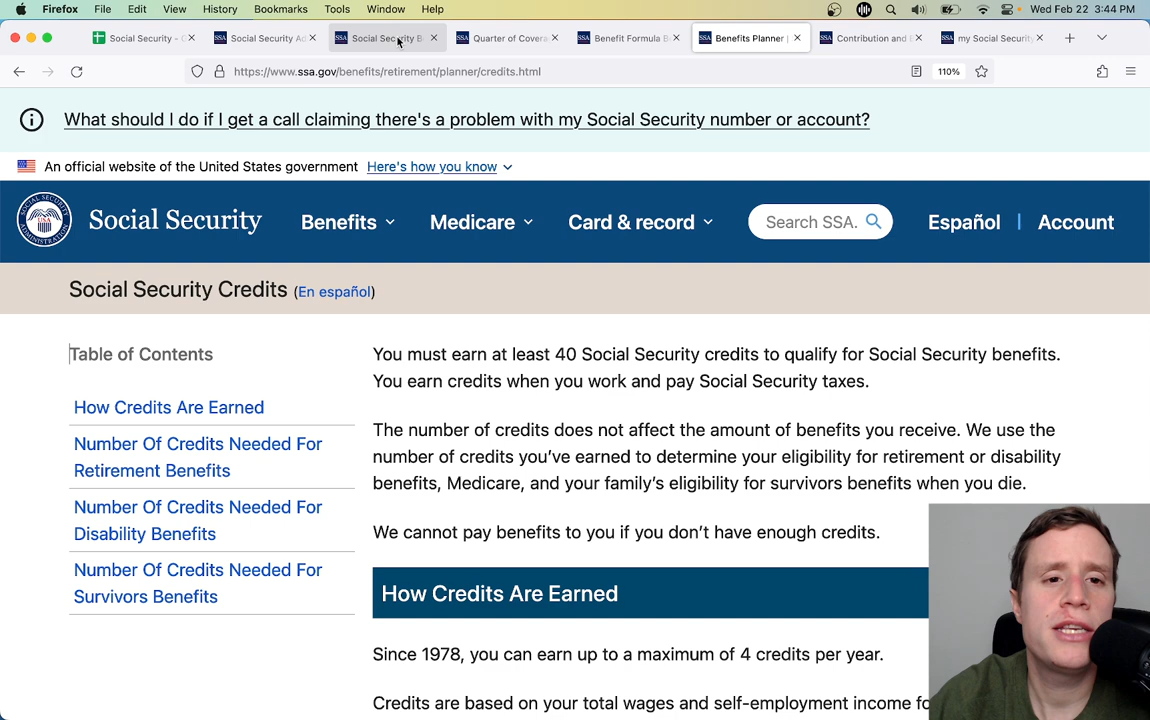 Firefox File Edit View History Bookmarks Tools Window Help Wed Feb 22 3:44 PM
Social Security - C SSA Social Security Ad SSA Social Security B SSA Quarter of Covera SSA Benefit Formula B SSA Benefits Planner | SSA Contribution and B SSA my Social Security
https://www.ssa.gov/benefits/retirement/planner/credits.html 110%
What should I do if I get a call claiming there's a problem with my Social Security number or account?
An official website of the United States government Here's how you know
Social Security Benefits Medicare Card & record Search SSA. Español | Account
Social Security Credits (En español)
Table of Contents
How Credits Are Earned
Number Of Credits Needed For
Retirement Benefits
Number Of Credits Needed For
Disability Benefits
Number Of Credits Needed For
Survivors Benefits
You must earn at least 40 Social Security credits to qualify for Social Security benefits.
You earn credits when you work and pay Social Security taxes.
The number of credits does not affect the amount of benefits you receive. We use the
number of credits you've earned to determine your eligibility for retirement or disability
benefits, Medicare, and your family's eligibility for survivors benefits when you die.
We cannot pay benefits to you if you don't have enough credits.
How Credits Are Earned
Since 1978, you can earn up to a maximum of 4 credits per year.
Credits are based on your total wages and self-employment income fo